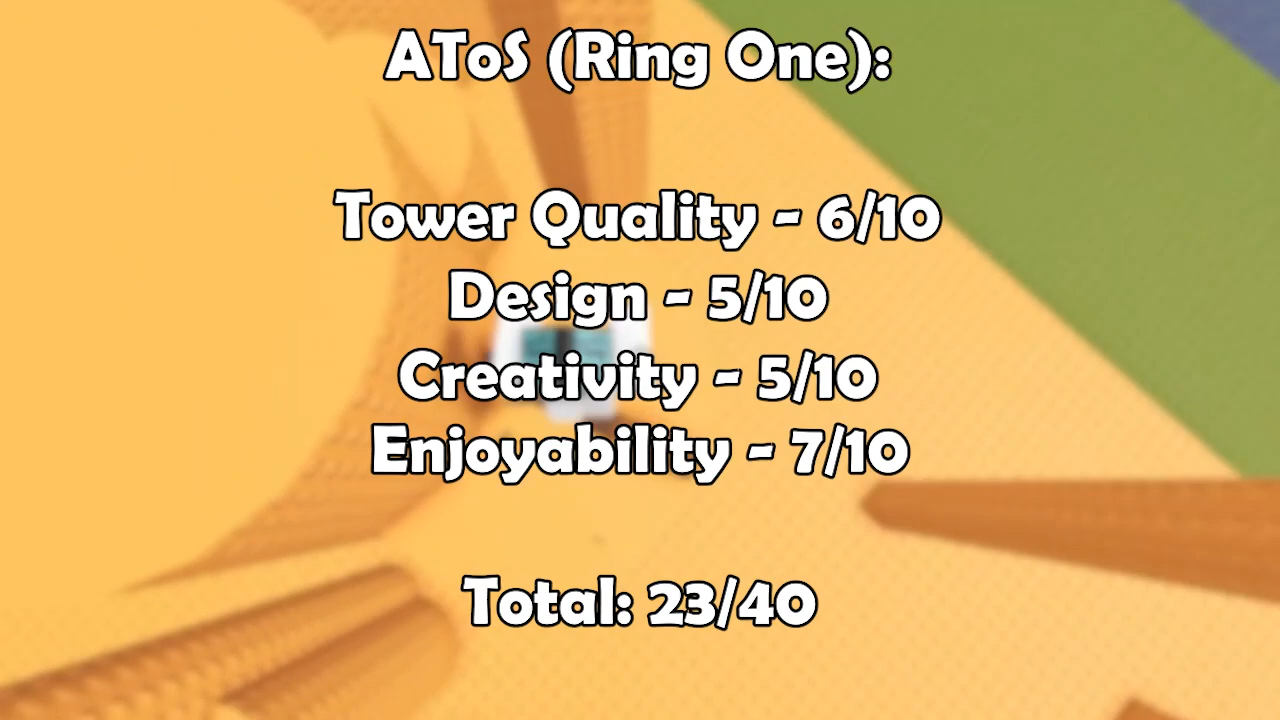 AToS (Ring One):
Tower Quality - 6/10
Design - 5/10
Creativity - 5/10
Enjoyability - 7/10
Total: 23/40